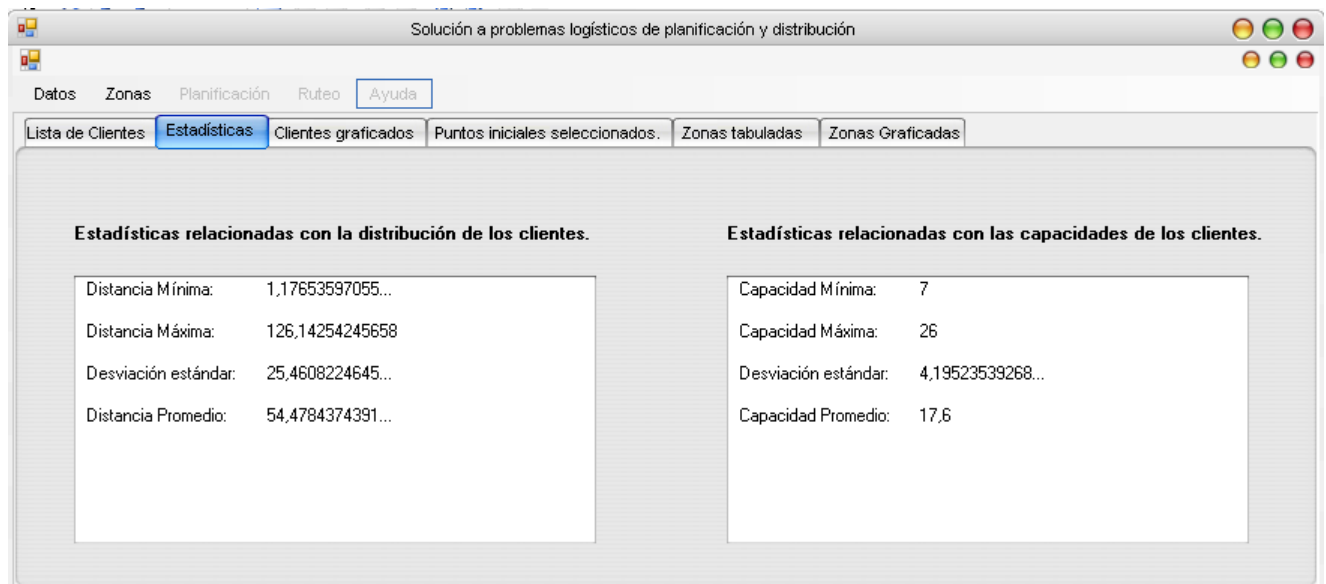 Solución a problemas logísticos de planificación y distribución
Datos Zonas Planificación Ruteo Ayuda
Lista de Clientes Estadísticas Clientes graficados Puntos iniciales seleccionados. Zonas tabuladas Zonas Graficadas
Estadísticas relacionadas con la distribución de los clientes.
Distancia Mínima: 1,17653597055...
Distancia Máxima: 126,14254245658
Desviación estándar: 25,4608224645...
Distancia Promedio: 54,4784374391...
Estadísticas relacionadas con las capacidades de los clientes.
Capacidad Mínima: 7
Capacidad Máxima: 26
Desviación estándar: 4,19523539268...
Capacidad Promedio: 17,6